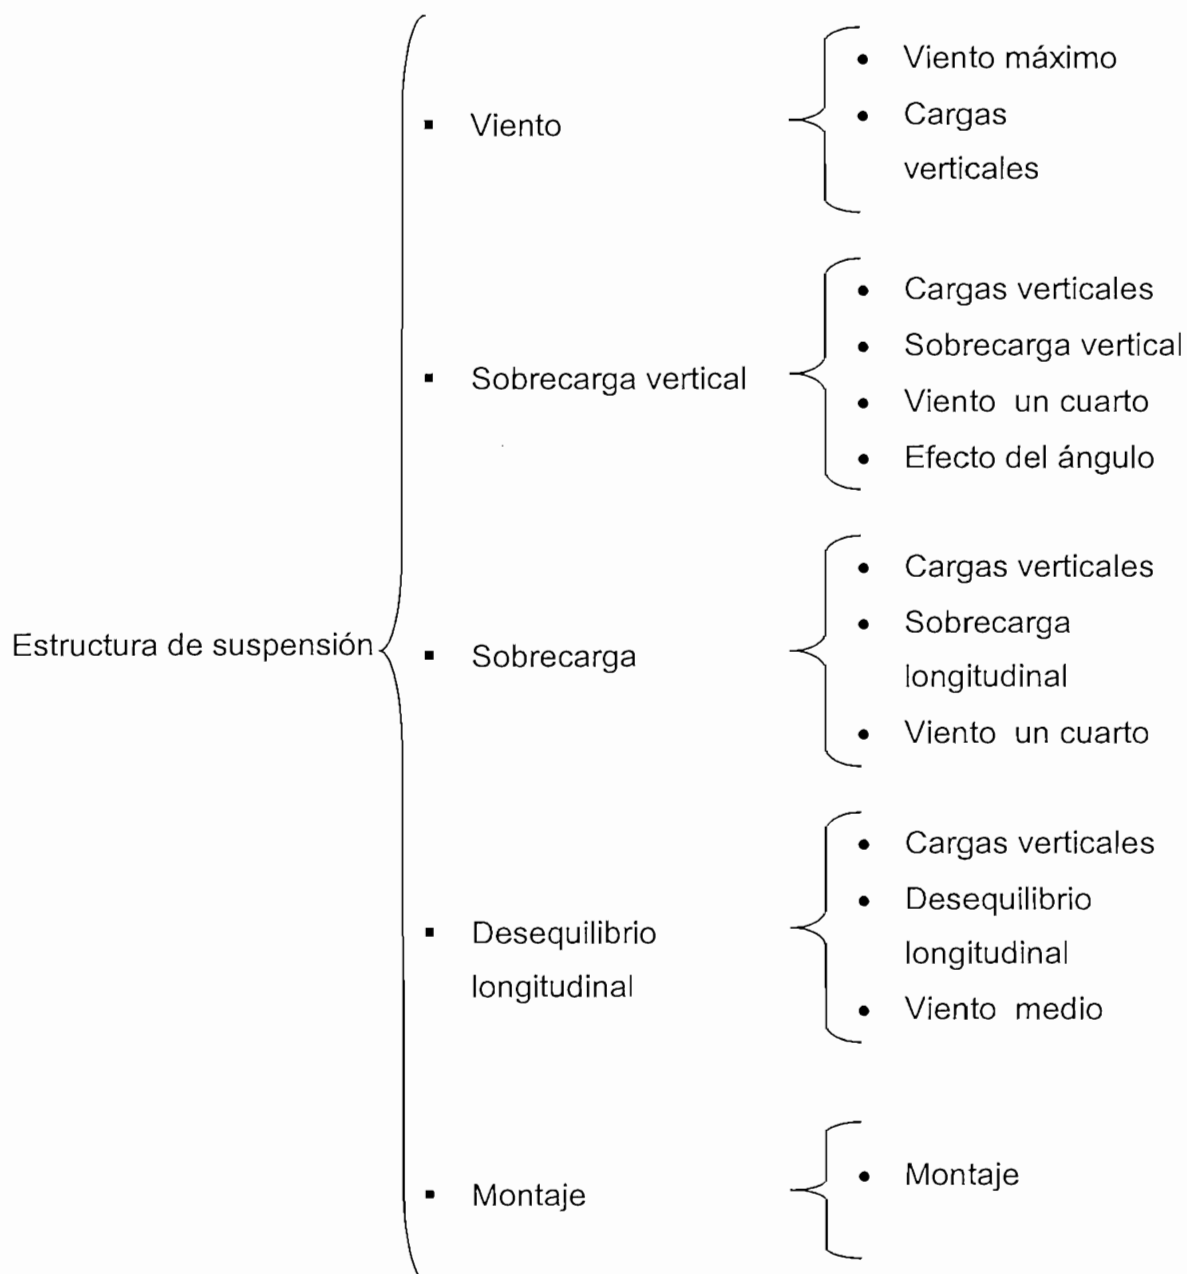 Estructura de suspensión
▪ Viento
• Viento máximo
• Cargas
verticales
▪ Sobrecarga vertical
• Cargas verticales
• Sobrecarga vertical
• Viento un cuarto
• Efecto del ángulo
▪ Sobrecarga
• Cargas verticales
• Sobrecarga
longitudinal
• Viento un cuarto
▪ Desequilibrio
longitudinal
• Cargas verticales
• Desequilibrio
longitudinal
• Viento medio
▪ Montaje
• Montaje